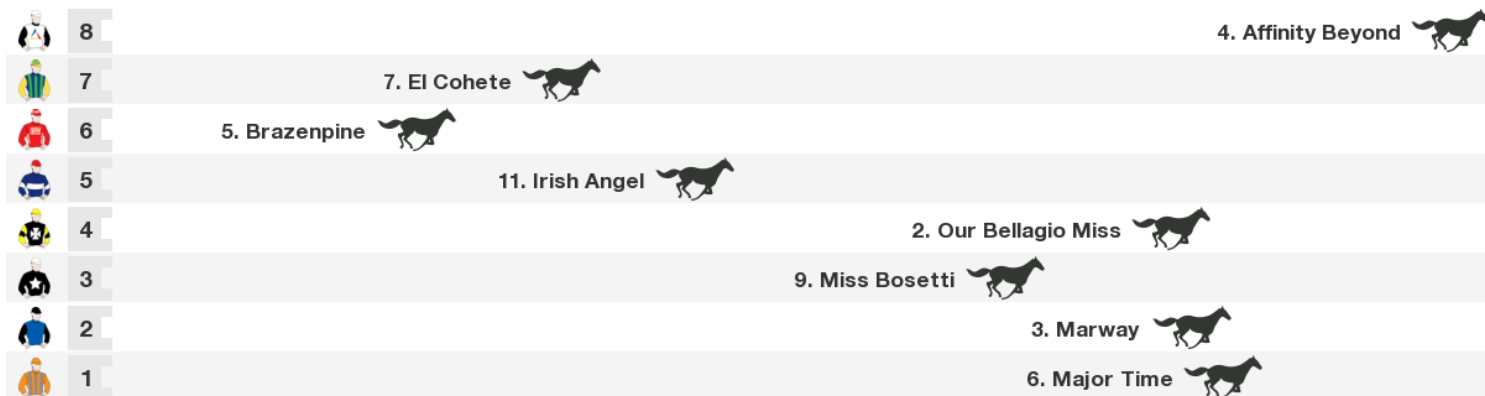 8 4. Affinity Beyond
7 7. El Cohete
6 5. Brazenpine
5 11. Irish Angel
4 2. Our Bellagio Miss
3 9. Miss Bosetti
2 3. Marway
1 6. Major Time